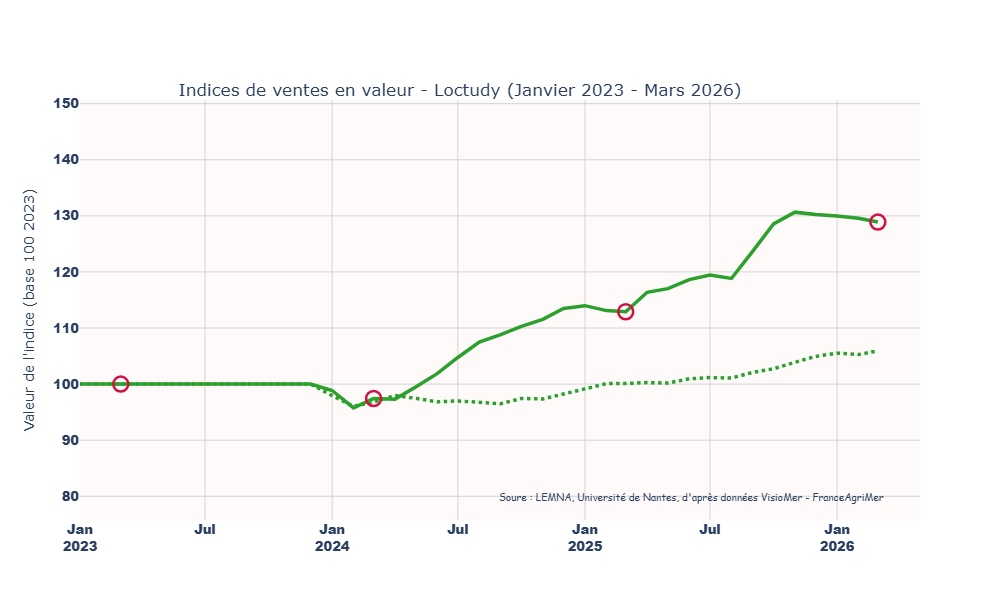 Indices de ventes en valeur - Loctudy (Janvier 2023 - Mars 2026)
Valeur de l'indice (base 100 2023)
150
140
130
120
110
100
90
80
Soure : LEMNA, Université de Nantes, d'après données VisioMer - FranceAgriMer
Jan
2023
Jul
Jan
2024
Jul
Jan
2025
Jul
Jan
2026